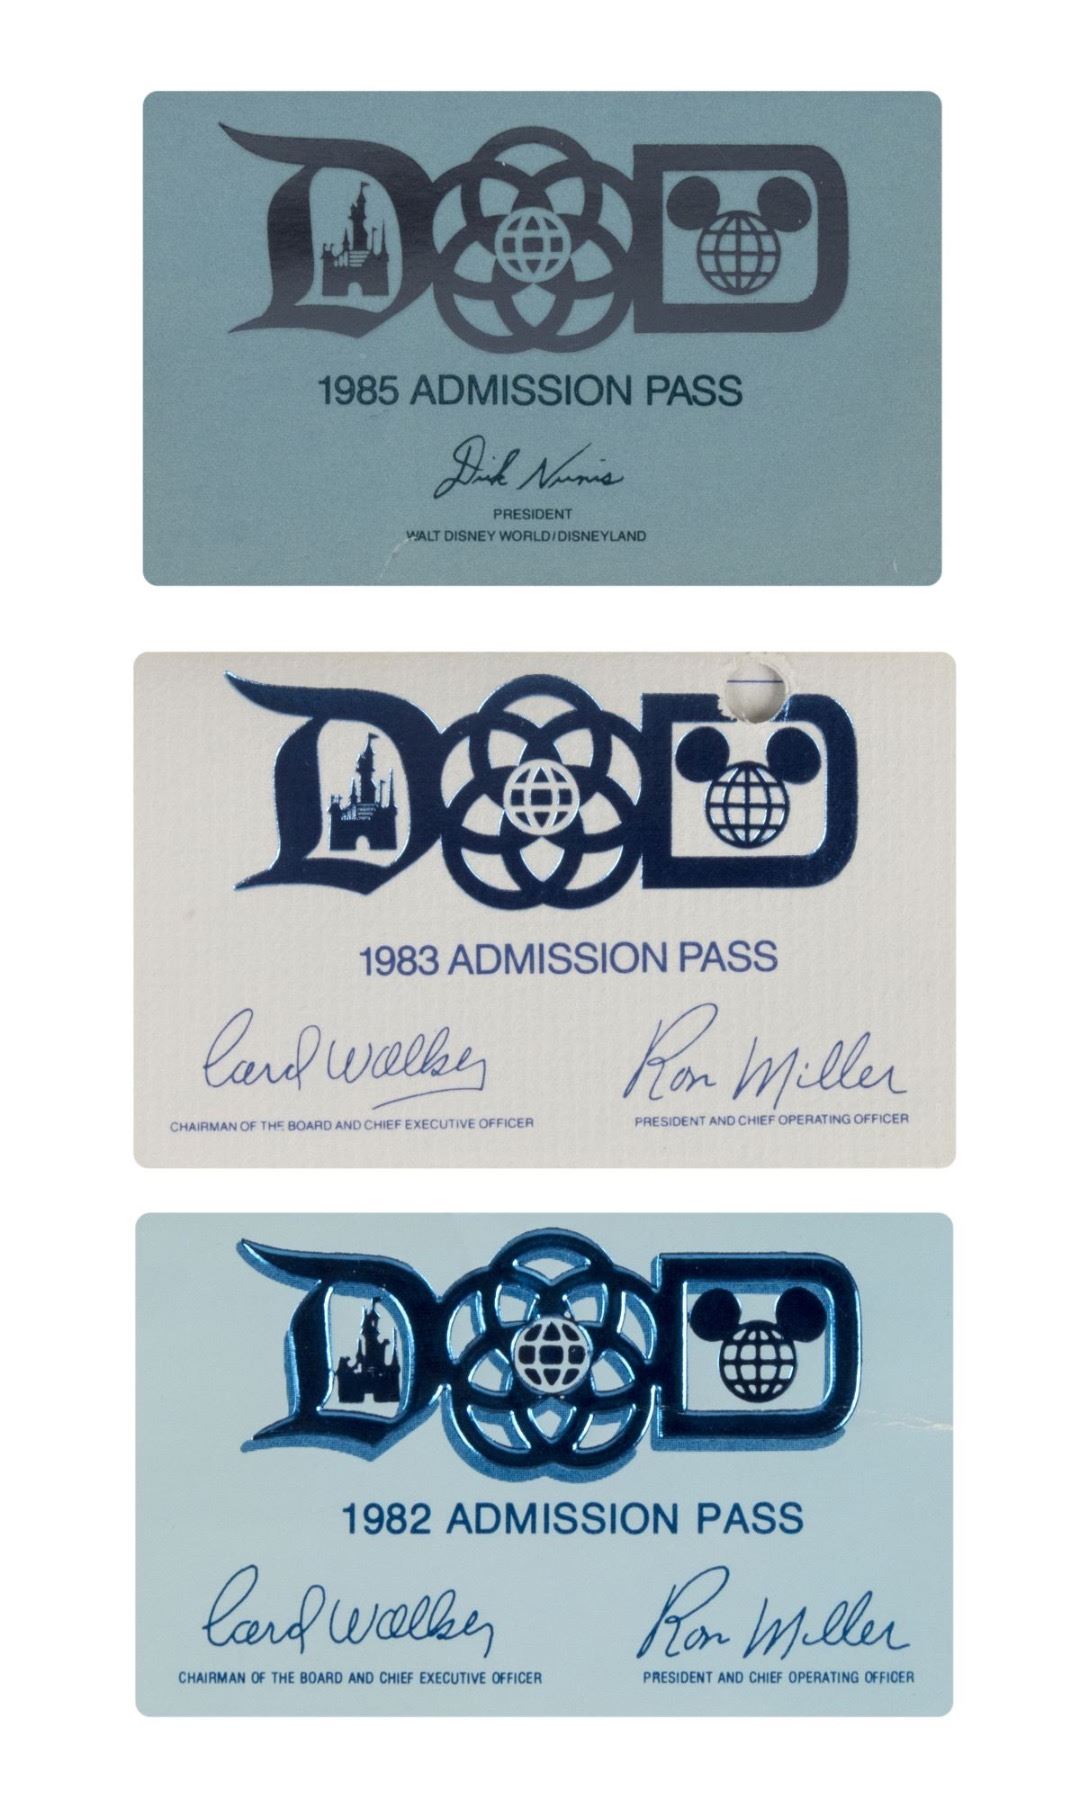 1985 ADMISSION PASS
Dick Nunis
PRESIDENT
WALT DISNEY WORLD/DISNEYLAND
1983 ADMISSION PASS
Card Walker
Ron Miller
CHAIRMAN OF THE BOARD AND CHIEF EXECUTIVE OFFICER
PRESIDENT AND CHIEF OPERATING OFFICER
1982 ADMISSION PASS
Card Walker
Ron Miller
CHAIRMAN OF THE BOARD AND CHIEF EXECUTIVE OFFICER
PRESIDENT AND CHIEF OPERATING OFFICER